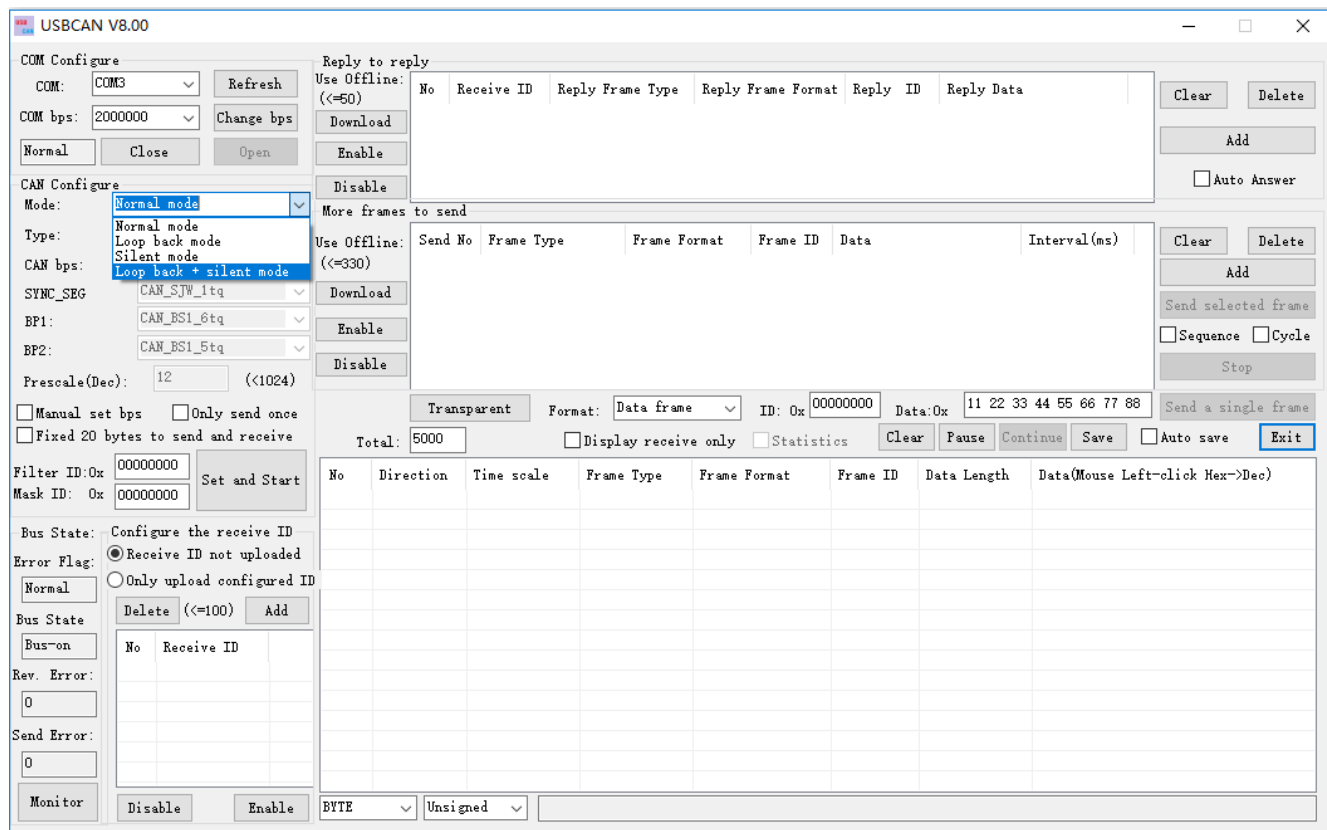 USB CAN USBCAN V8.00
COM Configure
COM: COM3 Refresh
COM bps: 2000000 Change bps
Normal Close Open
CAN Configure
Mode: Normal mode
Normal mode
Loop back mode
Silent mode
Loop back + silent mode
Type:
CAN bps:
SYNC_SEG CAN_SJW_1tq
BP1: CAN_BS1_6tq
BP2: CAN_BS1_5tq
Prescale(Dec): 12 (<1024)
Manual set bps Only send once
Fixed 20 bytes to send and receive
Filter ID:0x 00000000
Mask ID: 0x 00000000
Set and Start
Bus State:
Error Flag:
Normal
Bus State
Bus-on
Rev. Error:
0
Send Error:
0
Monitor
Configure the receive ID
Receive ID not uploaded
Only upload configured ID
Delete (<=100) Add
No Receive ID
Disable Enable
Reply to reply
Use Offline:
(<=50)
Download
Enable
Disable
No Receive ID Reply Frame Type Reply Frame Format Reply ID Reply Data
Clear Delete
Add
Auto Answer
More frames to send
Use Offline:
(<=330)
Download
Enable
Disable
Send No Frame Type Frame Format Frame ID Data Interval(ms)
Clear Delete
Add
Send selected frame
Sequence Cycle
Stop
Transparent Format: Data frame ID: 0x 00000000 Data:0x 11 22 33 44 55 66 77 88 Send a single frame
Total: 5000 Display receive only Statistics Clear Pause Continue Save Auto save Exit
No Direction Time scale Frame Type Frame Format Frame ID Data Length Data(Mouse Left-click Hex->Dec)
BYTE Unsigned